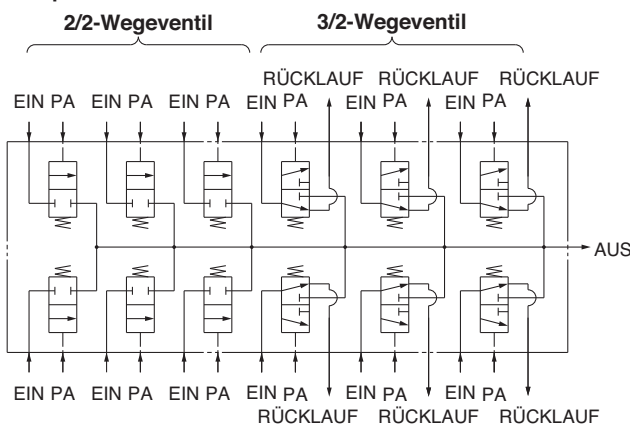 2/2-Wegeventil 3/2-Wegeventil
RÜCKLAUF RÜCKLAUF RÜCKLAUF
EIN PA EIN PA EIN PA EIN PA EIN PA EIN PA
AUS
EIN PA EIN PA EIN PA EIN PA EIN PA EIN PA
RÜCKLAUF RÜCKLAUF RÜCKLAUF